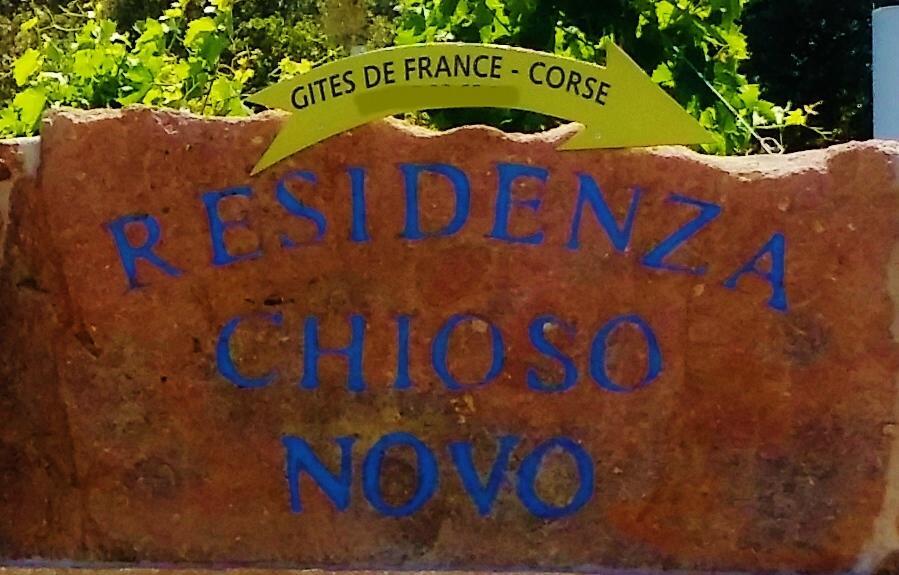 GITES DE FRANCE - CORSE
RESIDENZA
CHIOSO
NOVO